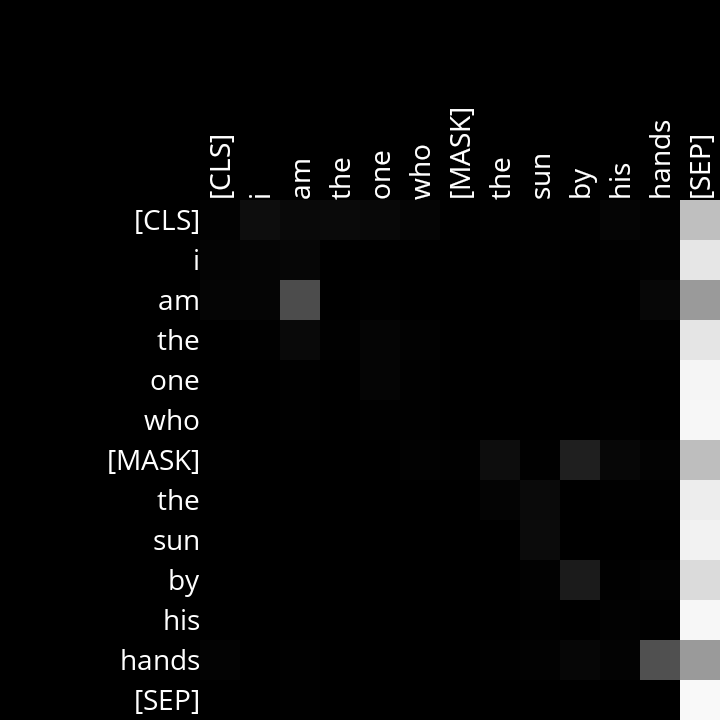 [CLS] i am the one who [MASK] the sun by his hands [SEP]
[CLS]
i
am
the
one
who
[MASK]
the
sun
by
his
hands
[SEP]